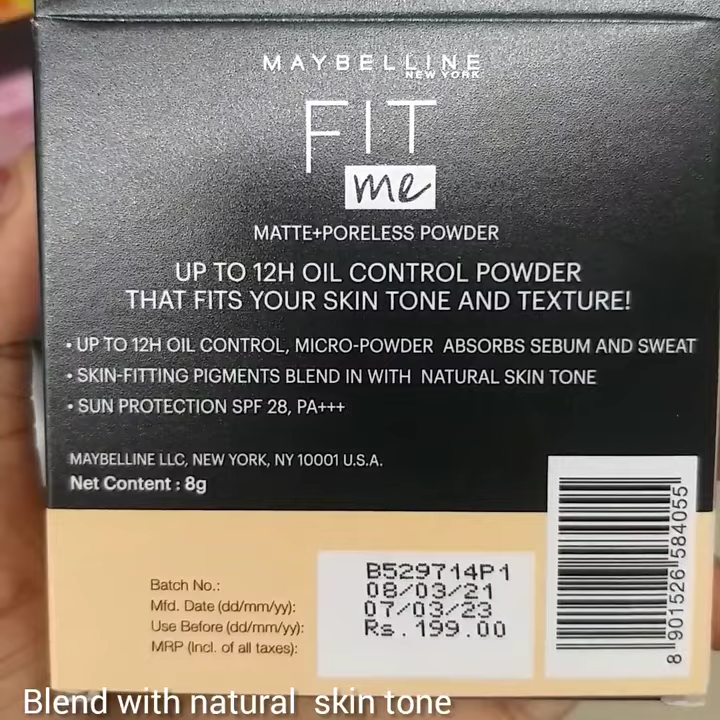 MAYBELLINE
NEW YORK
FIT
me
MATTE+PORELESS POWDER
UP TO 12H OIL CONTROL POWDER
THAT FITS YOUR SKIN TONE AND TEXTURE!
• UP TO 12H OIL CONTROL, MICRO-POWDER ABSORBS SEBUM AND SWEAT
• SKIN-FITTING PIGMENTS BLEND IN WITH NATURAL SKIN TONE
• SUN PROTECTION SPF 28, PA+++
MAYBELLINE LLC, NEW YORK, NY 10001 U.S.A.
Net Content : 8g
Batch No.: B529714P1
Mfd. Date (dd/mm/yy): 08/03/21
Use Before (dd/mm/yy): 07/03/23
MRP (Incl. of all taxes): Rs.199.00
8 901526 584055
Blend with natural skin tone